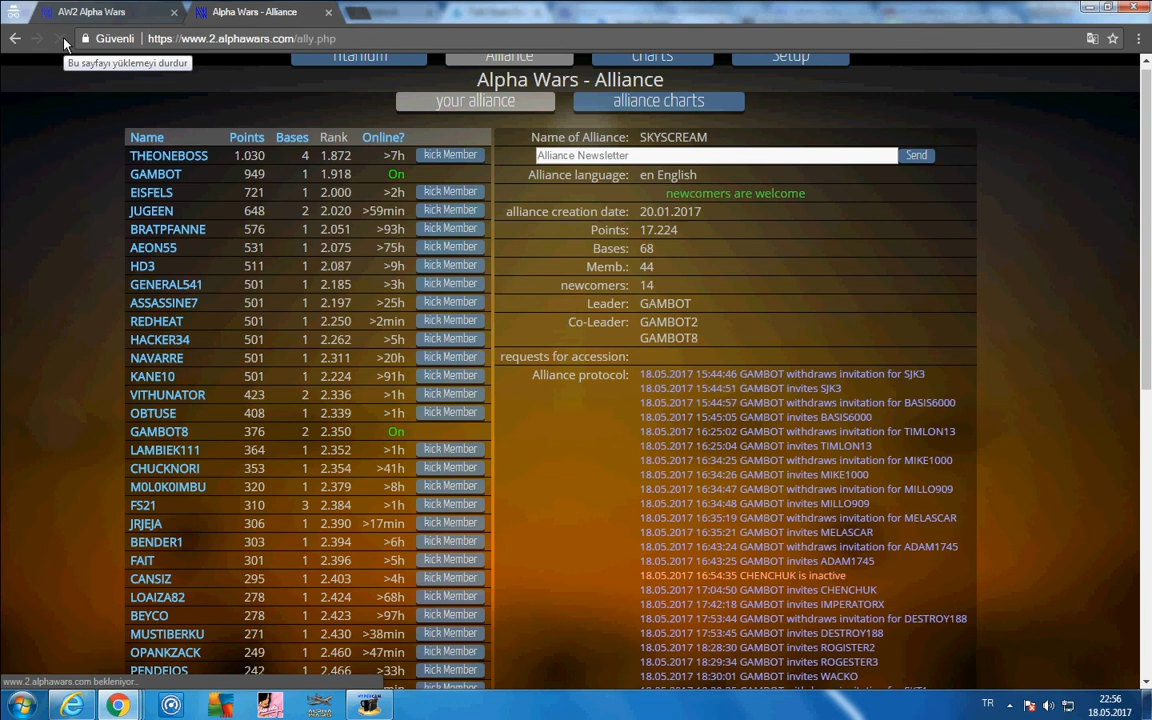 AW2 Alpha Wars
Alpha Wars - Alliance
Güvenli
https://www.2.alphawars.com/ally.php
Bu sayfayı yüklemeyi durdur
Titanium Alliance Charts Setup
Alpha Wars - Alliance
your alliance alliance charts
Name Points Bases Rank Online?
THEONEBOSS 1.030 4 1.872 >7h kick Member
GAMBOT 949 1 1.918 On
EISFELS 721 1 2.000 >2h kick Member
JUGEEN 648 2 2.020 >59min kick Member
BRATPFANNE 576 1 2.051 >93h kick Member
AEON55 531 1 2.075 >75h kick Member
HD3 511 1 2.087 >9h kick Member
GENERAL541 501 1 2.185 >3h kick Member
ASSASSINE7 501 1 2.197 >25h kick Member
REDHEAT 501 1 2.250 >2min kick Member
HACKER34 501 1 2.262 >5h kick Member
NAVARRE 501 1 2.311 >20h kick Member
KANE10 501 1 2.224 >91h kick Member
VITHUNATOR 423 2 2.336 >1h kick Member
OBTUSE 408 1 2.339 >1h kick Member
GAMBOT8 376 2 2.350 On
LAMBIEK111 364 1 2.352 >1h kick Member
CHUCKNORI 353 1 2.354 >41h kick Member
M0L0K0IMBU 320 1 2.379 >8h kick Member
FS21 310 3 2.384 >1h kick Member
JRJEJA 306 1 2.390 >17min kick Member
BENDER1 303 1 2.394 >6h kick Member
FAIT 301 1 2.396 >5h kick Member
CANSIZ 295 1 2.403 >4h kick Member
LOAIZA82 278 1 2.424 >68h kick Member
BEYCO 278 1 2.423 >97h kick Member
MUSTIBERKU 271 1 2.430 >38min kick Member
OPANKZACK 249 1 2.460 >47min kick Member
PENDEJOS 242 1 2.466 >33h kick Member
Name of Alliance: SKYSCREAM
Alliance Newsletter Send
Alliance language: en English
newcomers are welcome
alliance creation date: 20.01.2017
Points: 17.224
Bases: 68
Memb.: 44
newcomers: 14
Leader: GAMBOT
Co-Leader: GAMBOT2
GAMBOT8
requests for accession:
Alliance protocol: 18.05.2017 15:44:46 GAMBOT withdraws invitation for SJK3
18.05.2017 15:44:51 GAMBOT invites SJK3
18.05.2017 15:44:57 GAMBOT withdraws invitation for BASIS6000
18.05.2017 15:45:05 GAMBOT invites BASIS6000
18.05.2017 16:25:02 GAMBOT withdraws invitation for TIMLON13
18.05.2017 16:25:04 GAMBOT invites TIMLON13
18.05.2017 16:34:25 GAMBOT withdraws invitation for MIKE1000
18.05.2017 16:34:26 GAMBOT invites MIKE1000
18.05.2017 16:34:47 GAMBOT withdraws invitation for MILLO909
18.05.2017 16:34:48 GAMBOT invites MILLO909
18.05.2017 16:35:19 GAMBOT withdraws invitation for MELASCAR
18.05.2017 16:35:21 GAMBOT invites MELASCAR
18.05.2017 16:43:24 GAMBOT withdraws invitation for ADAM1745
18.05.2017 16:43:25 GAMBOT invites ADAM1745
18.05.2017 16:54:35 CHENCHUK is inactive
18.05.2017 17:04:50 GAMBOT invites CHENCHUK
18.05.2017 17:42:18 GAMBOT invites IMPERATORX
18.05.2017 17:53:44 GAMBOT withdraws invitation for DESTROY188
18.05.2017 17:53:45 GAMBOT invites DESTROY188
18.05.2017 18:28:30 GAMBOT invites ROGISTER2
18.05.2017 18:29:34 GAMBOT invites ROGESTER3
18.05.2017 18:30:01 GAMBOT invites WACKO
www.2.alphawars.com bekleniyor...
TR
22:56
18.05.2017